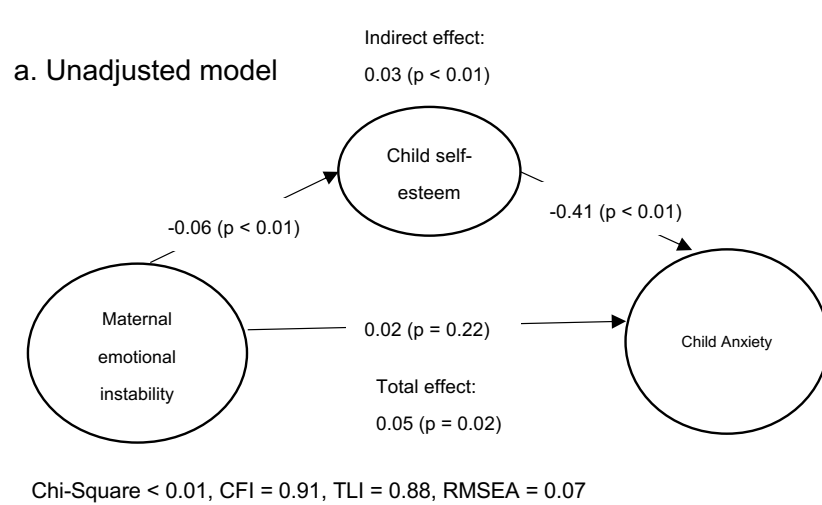 Indirect effect:
0.03 (p < 0.01)
a. Unadjusted model
Child self-
esteem
-0.06 (p < 0.01)
-0.41 (p < 0.01)
Maternal
emotional
instability
0.02 (p = 0.22)
Child Anxiety
Total effect:
0.05 (p = 0.02)
Chi-Square < 0.01, CFI = 0.91, TLI = 0.88, RMSEA = 0.07